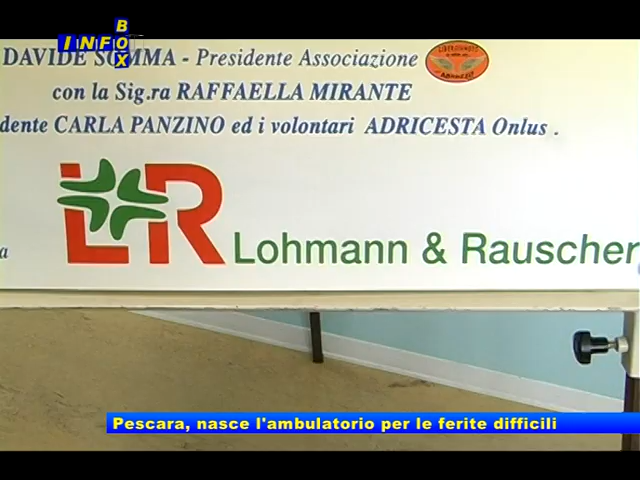 INFO BOX
DAVIDE SOMMA - Presidente Associazione
con la Sig.ra RAFFAELLA MIRANTE
dente CARLA PANZINO ed i volontari ADRICESTA Onlus .
L R
a
Lohmann & Rauscher
Pescara, nasce l'ambulatorio per le ferite difficili